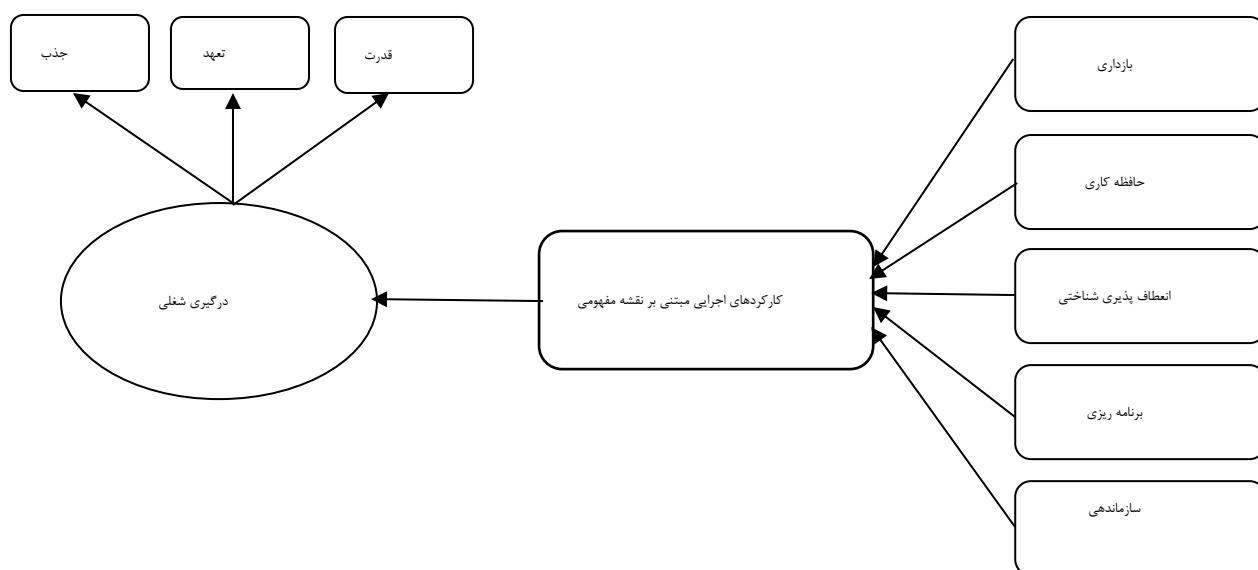 بازداری
حافظه کاری
انعطاف پذیری شناختی
برنامه ریزی
سازماندهی
کارکردهای اجرایی مبتنی بر نقشه مفهومی
درگیری شغلی
قدرت
تعهد
جذب